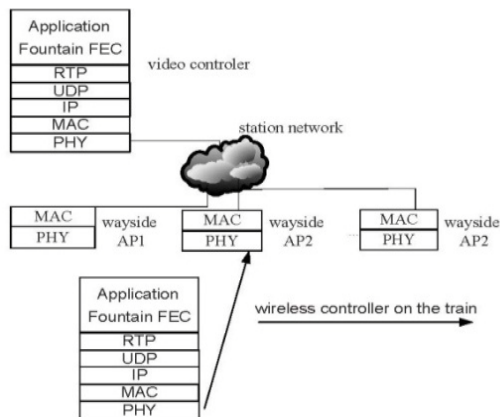 Application
Fountain FEC
RTP
UDP
IP
MAC
PHY
video controler
station network
MAC
PHY
wayside
AP1
MAC
PHY
wayside
AP2
MAC
PHY
wayside
AP2
Application
Fountain FEC
RTP
UDP
IP
MAC
PHY
wireless controller on the train